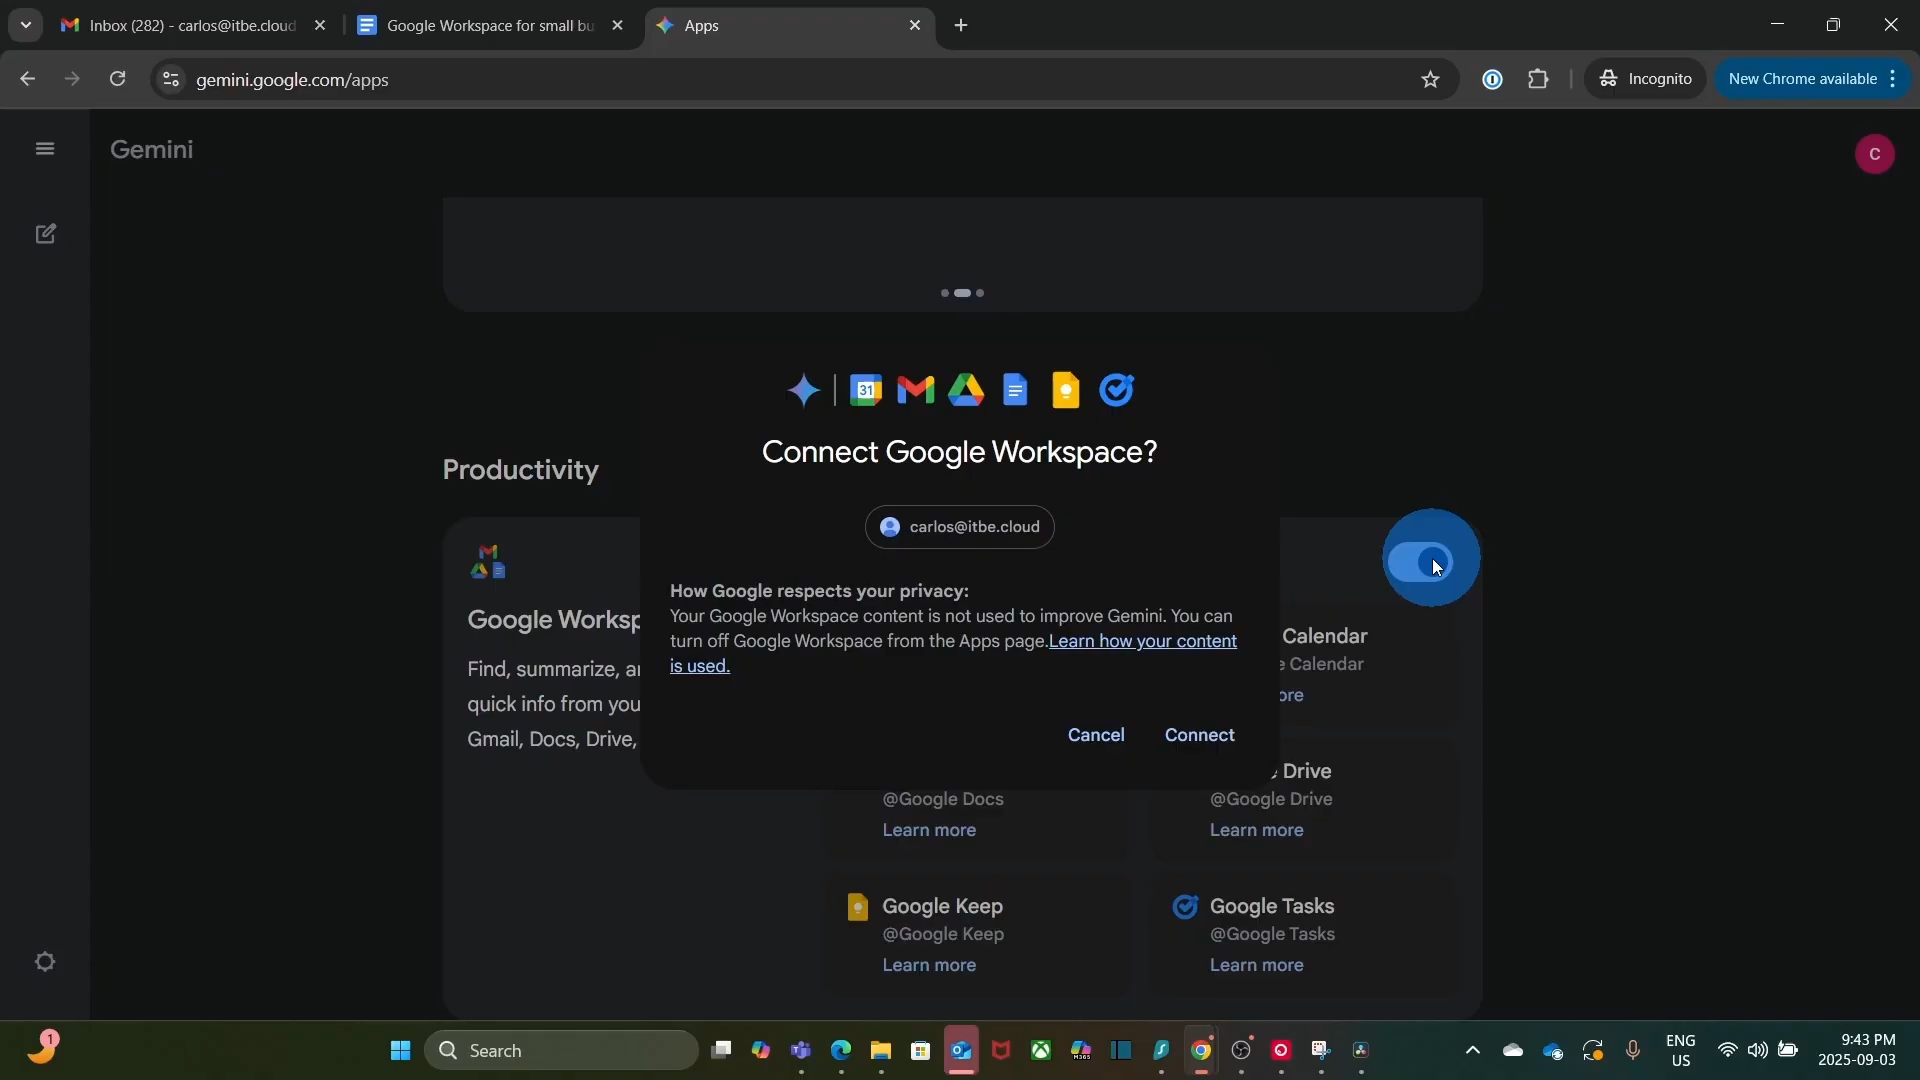 Inbox (282) - carlos@itbe.cloud
Google Workspace for small bu
Apps
gemini.google.com/apps
Incognito
New Chrome available
Gemini
C
31
Connect Google Workspace?
carlos@itbe.cloud
How Google respects your privacy:
Your Google Workspace content is not used to improve Gemini. You can
turn off Google Workspace from the Apps page.Learn how your content
is used.
Cancel
Connect
Productivity
Google Worksp
Find, summarize, a
quick info from you
Gmail, Docs, Drive,
Calendar
Calendar
ore
Drive
@Google Docs
@Google Drive
Learn more
Learn more
Google Keep
Google Tasks
@Google Keep
@Google Tasks
Learn more
Learn more
1
Search
M365
ENG
US
9:43 PM
2025-09-03